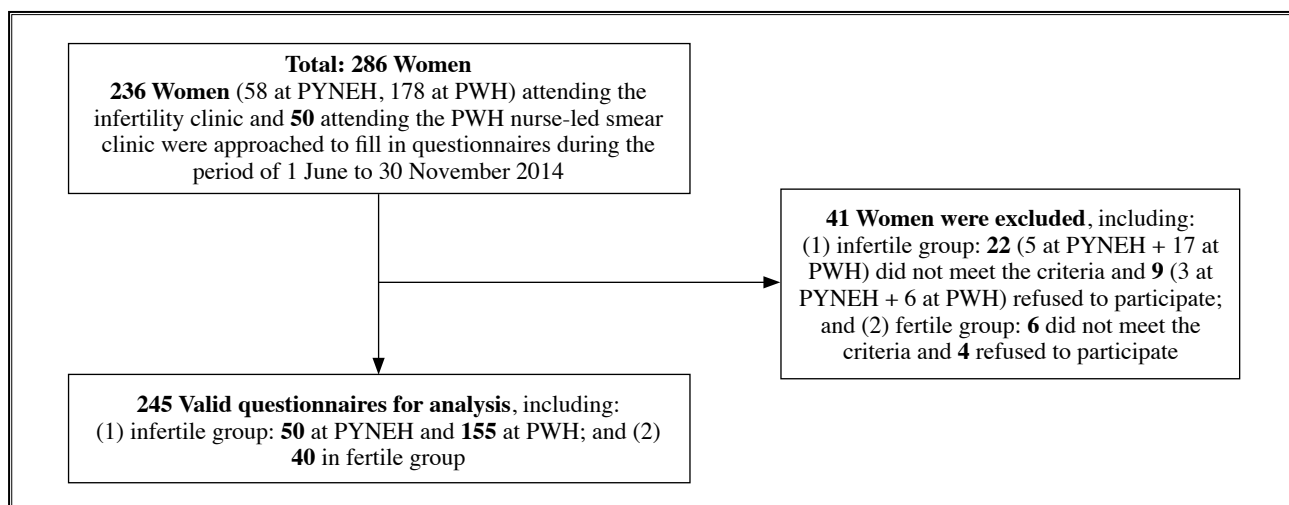 Total: 286 Women
236 Women (58 at PYNEH, 178 at PWH) attending the
infertility clinic and 50 attending the PWH nurse-led smear
clinic were approached to fill in questionnaires during the
period of 1 June to 30 November 2014
41 Women were excluded, including:
(1) infertile group: 22 (5 at PYNEH + 17 at
PWH) did not meet the criteria and 9 (3 at
PYNEH + 6 at PWH) refused to participate;
and (2) fertile group: 6 did not meet the
criteria and 4 refused to participate
245 Valid questionnaires for analysis, including:
(1) infertile group: 50 at PYNEH and 155 at PWH; and (2)
40 in fertile group